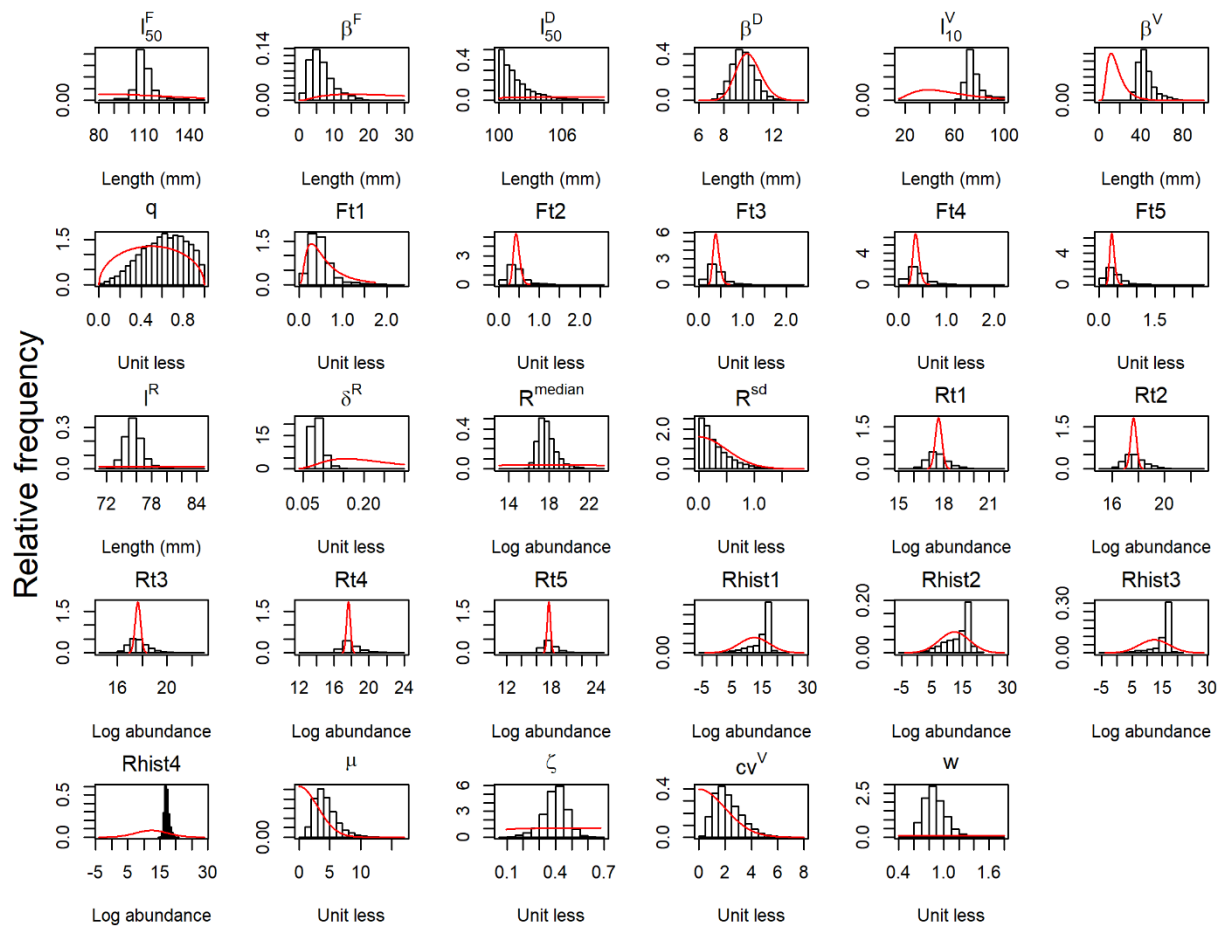 l_50^F β^F l_50^D β^D l_10^V β^V
0.00 0.00 0.14 0.0 0.4 0.0 0.4 0.00 0.00
80 110 140 0 10 20 30 100 106 6 8 12 20 60 100 0 40 80
Length (mm) Length (mm) Length (mm) Length (mm) Length (mm) Length (mm)
q Ft1 Ft2 Ft3 Ft4 Ft5
0.0 1.5 0.0 1.5 0 3 0 3 6 0 4 0 4
0.0 0.4 0.8 0.0 1.0 2.0 0.0 1.0 2.0 0.0 1.0 2.0 0.0 1.0 2.0 0.0 1.5
Unit less Unit less Unit less Unit less Unit less Unit less
Relative frequency
l^R δ^R R^median R^sd Rt1 Rt2
0.0 0.3 0 15 0.0 0.4 0.0 2.0 0.0 1.5 0.0 1.5
72 78 84 0.05 0.20 14 18 22 0.0 1.0 15 17 19 21 16 20
Length (mm) Unit less Log abundance Unit less Log abundance Log abundance
Rt3 Rt4 Rt5 Rhist1 Rhist2 Rhist3
0.0 1.5 0.0 1.5 0.0 1.5 0.00 0.00 0.20 0.00 0.30
16 20 12 16 20 24 12 18 24 -5 5 15 30 -5 5 15 30 -5 5 15 30
Log abundance Log abundance Log abundance Log abundance Log abundance Log abundance
Rhist4 μ ζ cv^V w
0.0 0.5 0.00 0 3 6 0.0 0.4 0.0 2.5
-5 5 15 30 0 5 10 0.1 0.4 0.7 0 2 4 6 8 0.4 1.0 1.6
Log abundance Unit less Unit less Unit less Unit less